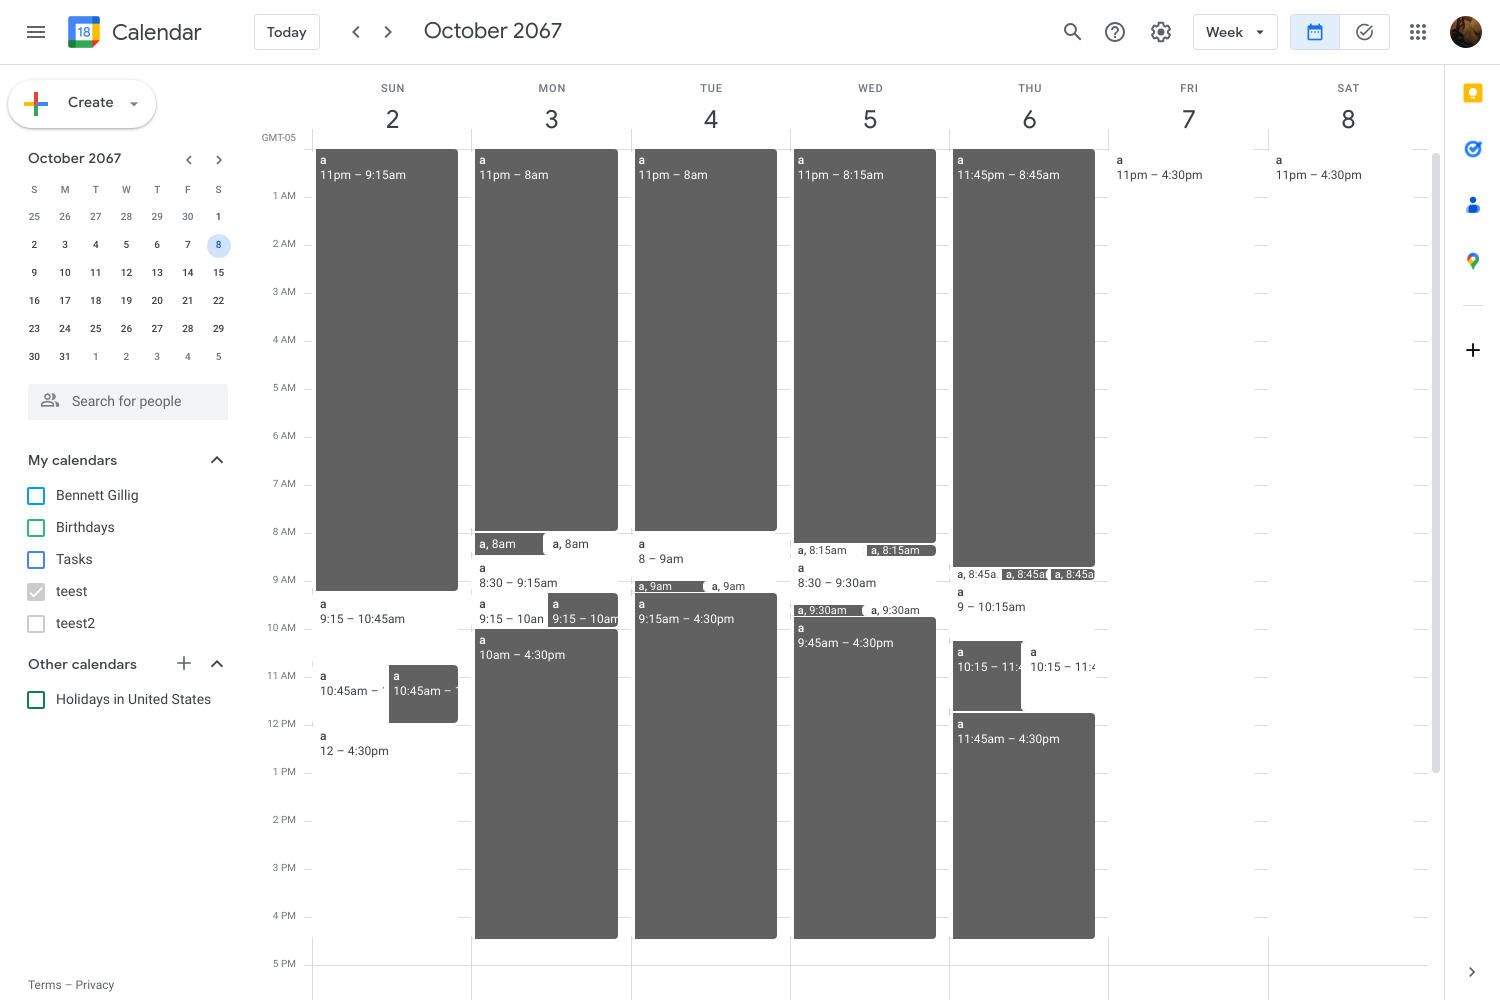 18 Calendar Today October 2067 Week
Create
SUN MON TUE WED THU FRI SAT
2 3 4 5 6 7 8
GMT-05
October 2067
S M T W T F S
25 26 27 28 29 30 1
2 3 4 5 6 7 8
9 10 11 12 13 14 15
16 17 18 19 20 21 22
23 24 25 26 27 28 29
30 31 1 2 3 4 5
Search for people
My calendars
Bennett Gillig
Birthdays
Tasks
teest
teest2
Other calendars
Holidays in United States
Terms – Privacy
1 AM
2 AM
3 AM
4 AM
5 AM
6 AM
7 AM
8 AM
9 AM
10 AM
11 AM
12 PM
1 PM
2 PM
3 PM
4 PM
5 PM
a
11pm – 9:15am
a
9:15 – 10:45am
a
10:45am –
a
10:45am –
a
12 – 4:30pm
a
11pm – 8am
a, 8am
a, 8am
a
8:30 – 9:15am
a
9:15 – 10an
a
9:15 – 10am
a
10am – 4:30pm
a
11pm – 8am
a
8 – 9am
a, 9am
a, 9am
a
9:15am – 4:30pm
a
11pm – 8:15am
a, 8:15am
a, 8:15am
a
8:30 – 9:30am
a, 9:30am
a, 9:30am
a
9:45am – 4:30pm
a
11:45pm – 8:45am
a, 8:45a
a, 8:45a
a, 8:45a
a
9 – 10:15am
a
10:15 – 11:4
a
10:15 – 11:4
a
11:45am – 4:30pm
a
11pm – 4:30pm
a
11pm – 4:30pm